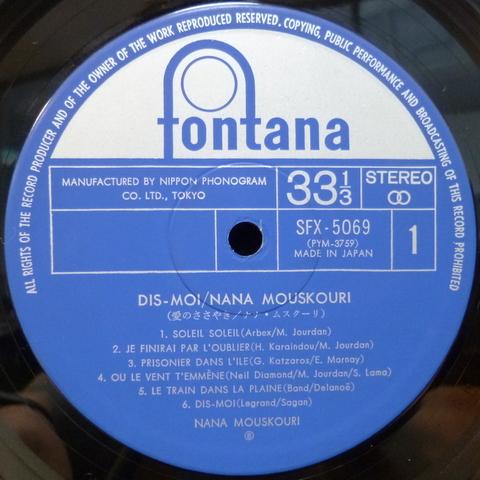 ALL RIGHTS OF THE RECORD PRODUCER AND OF THE OWNER OF THE WORK REPRODUCED RESERVED. COPYING, PUBLIC PERFORMANCE AND BROADCASTING OF THIS RECORD PROHIBITED
fontana
MANUFACTURED BY NIPPON PHONOGRAM
CO. LTD., TOKYO
33 1/3
STEREO
SFX-5069
(PYM-3759)
MADE IN JAPAN
1
DIS-MOI/NANA MOUSKOURI
(愛のささやき/ナナ・ムスクーリ)
1. SOLEIL SOLEIL(Arbex/M. Jourdan)
2. JE FINIRAI PAR L'OUBLIER(H. Karaindou/M. Jourdan)
3. PRISONIER DANS L'ILE(G. Katzaros/E. Marnay)
4. OU LE VENT T'EMMÈNE(Neil Diamond/M. Jourdan/S. Lama)
5. LE TRAIN DANS LA PLAINE(Band/Delanoë)
6. DIS-MOI(Legrand/Sagan)
NANA MOUSKOURI
Ⓑ